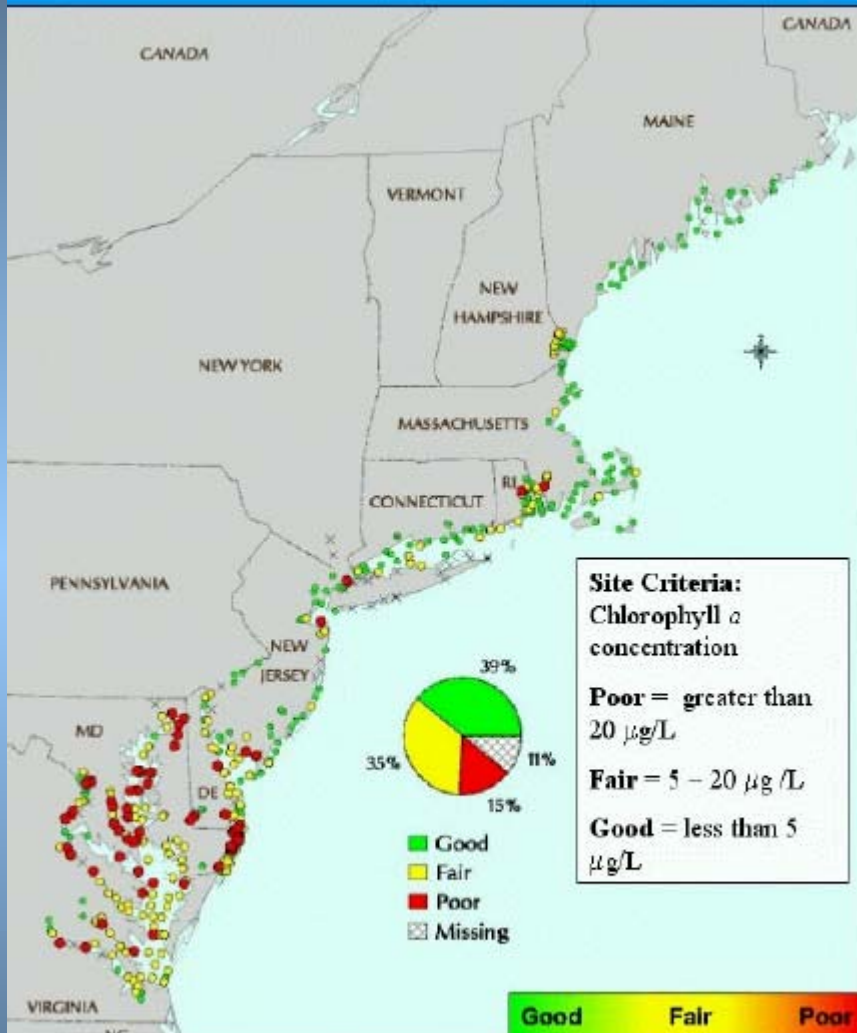 CANADA
CANADA
MAINE
VERMONT
NEW
HAMPSHIRE
NEW YORK
MASSACHUSETTS
CONNECTICUT
RI
PENNSYLVANIA
NEW
JERSEY
MD
DE
VIRGINIA
39%
35%
11%
15%
Good
Fair
Poor
Missing
Site Criteria:
Chlorophyll a
concentration
Poor = greater than
20 µg/L
Fair = 5 – 20 µg /L
Good = less than 5
µg/L
Good Fair Poor